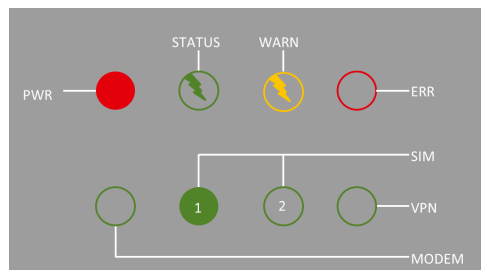 STATUS WARN
PWR ERR
SIM
1 2
VPN
MODEM